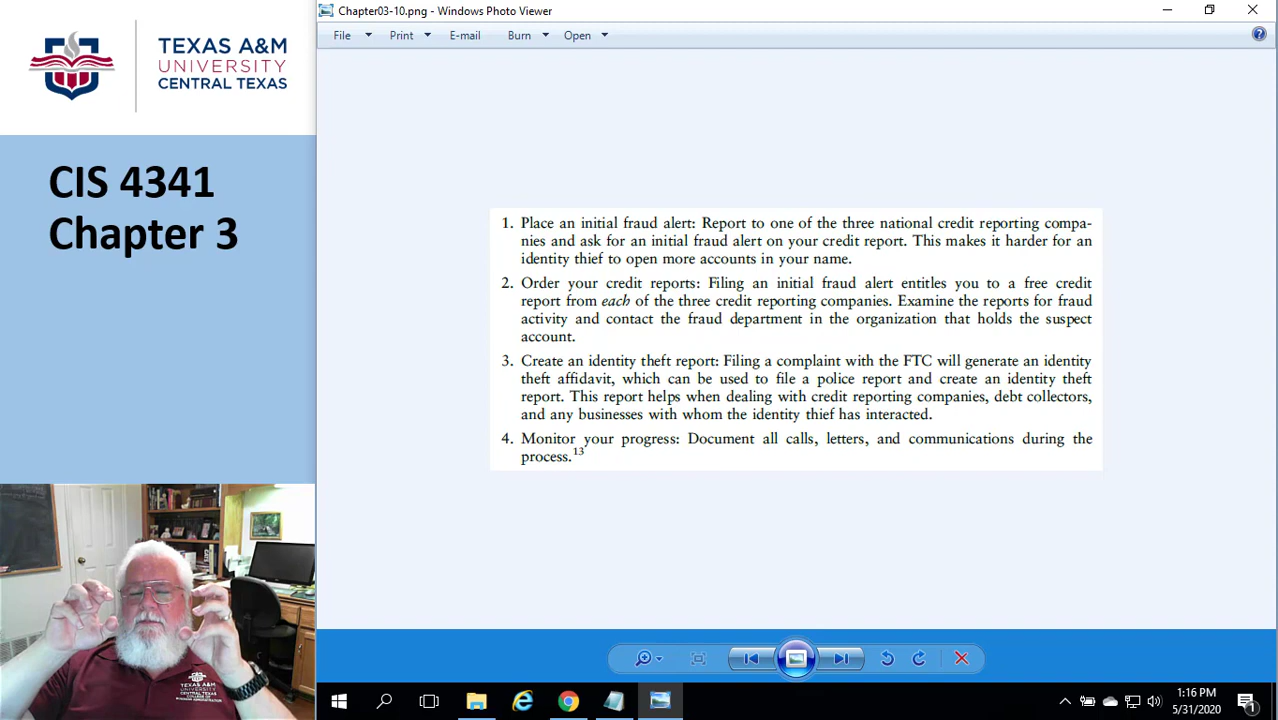 Chapter03-10.png - Windows Photo Viewer
File
Print
E-mail
Burn
Open
TEXAS A&M
UNIVERSITY
CENTRAL TEXAS
CIS 4341
Chapter 3
1. Place an initial fraud alert: Report to one of the three national credit reporting compa-
nies and ask for an initial fraud alert on your credit report. This makes it harder for an
identity thief to open more accounts in your name.
2. Order your credit reports: Filing an initial fraud alert entitles you to a free credit
report from each of the three credit reporting companies. Examine the reports for fraud
activity and contact the fraud department in the organization that holds the suspect
account.
3. Create an identity theft report: Filing a complaint with the FTC will generate an identity
theft affidavit, which can be used to file a police report and create an identity theft
report. This report helps when dealing with credit reporting companies, debt collectors,
and any businesses with whom the identity thief has interacted.
4. Monitor your progress: Document all calls, letters, and communications during the
process.13
TEXAS A&M
UNIVERSITY
CENTRAL TEXAS
1:16 PM
5/31/2020
1